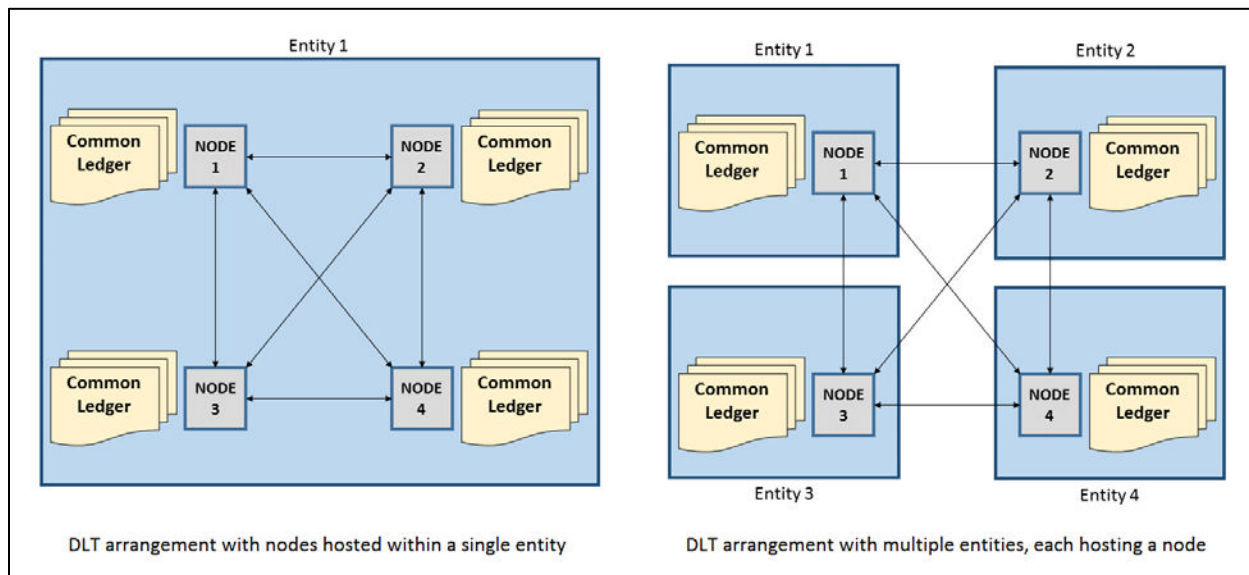 Entity 1
Common
Ledger
NODE
1
NODE
2
Common
Ledger
Common
Ledger
NODE
3
NODE
4
Common
Ledger
DLT arrangement with nodes hosted within a single entity
Entity 1
Entity 2
Common
Ledger
NODE
1
NODE
2
Common
Ledger
Common
Ledger
NODE
3
NODE
4
Common
Ledger
Entity 3
Entity 4
DLT arrangement with multiple entities, each hosting a node